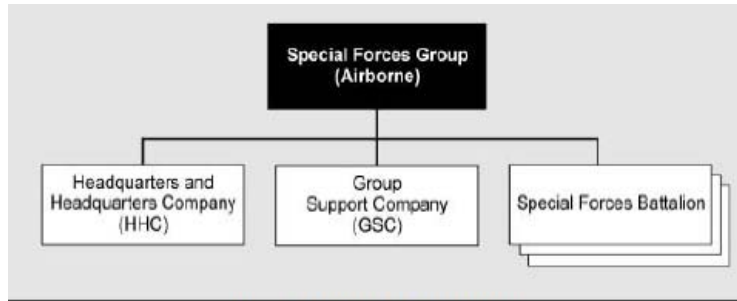 Special Forces Group
(Airborne)
Headquarters and
Headquarters Company
(HHC)
Group
Support Company
(GSC)
Special Forces Battalion